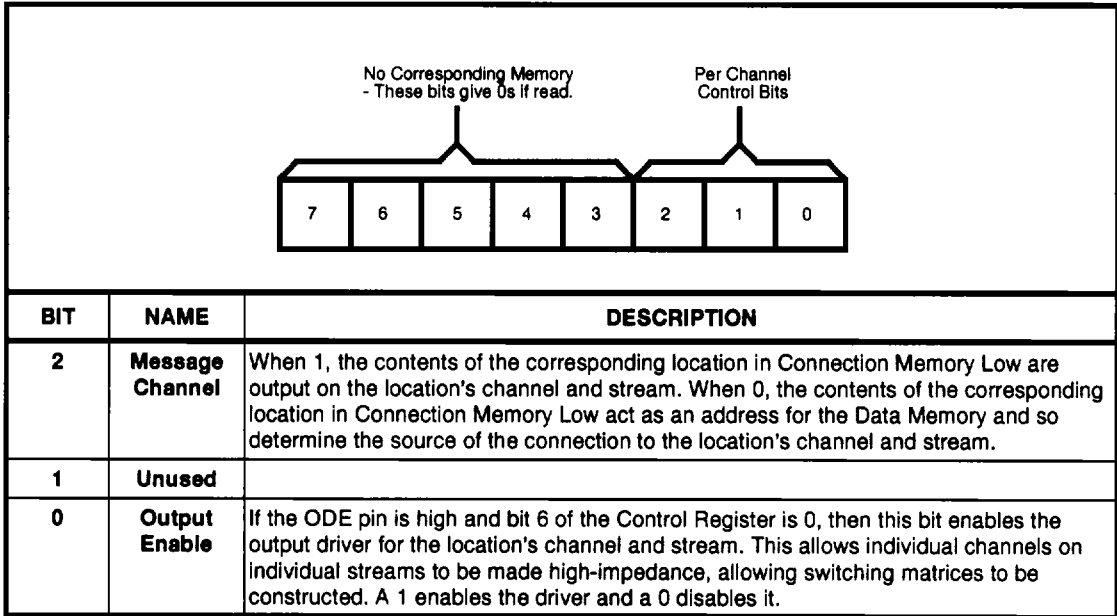 No Corresponding Memory
- These bits give 0s if read.
Per Channel
Control Bits
7 6 5 4 3 2 1 0
BIT NAME DESCRIPTION
2 Message Channel When 1, the contents of the corresponding location in Connection Memory Low are
output on the location's channel and stream. When 0, the contents of the corresponding
location in Connection Memory Low act as an address for the Data Memory and so
determine the source of the connection to the location's channel and stream.
1 Unused
0 Output Enable If the ODE pin is high and bit 6 of the Control Register is 0, then this bit enables the
output driver for the location's channel and stream. This allows individual channels on
individual streams to be made high-impedance, allowing switching matrices to be
constructed. A 1 enables the driver and a 0 disables it.